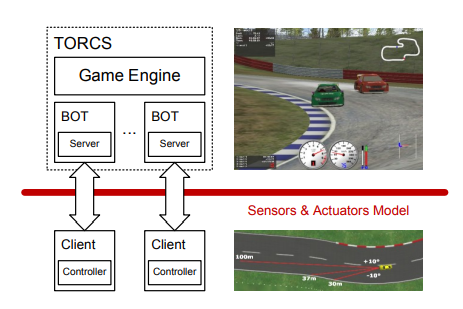 TORCS
Game Engine
BOT
Server
...
BOT
Server
Sensors & Actuators Model
Client
Controller
Client
Controller
100m
+10°
37m
-10°
30m